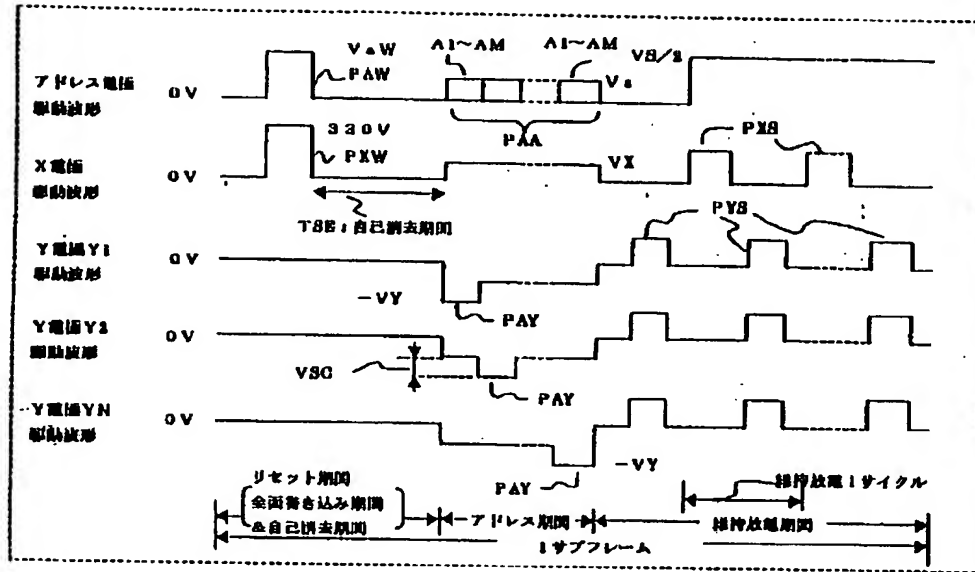 アドレス電極
駆動波形
0V
VaW
PAW
A1~AM
A1~AM
Va
PAA
VS/2
X電極
駆動波形
0V
330V
PXW
VX
PXS
TSE:自己消去期間
Y電極Y1
駆動波形
0V
-VY
PAY
PYS
Y電極Y2
駆動波形
0V
VSC
PAY
Y電極YN
駆動波形
0V
PAY
-VY
リセット期間
全面書き込み期間
&自己消去期間
アドレス期間
維持放電1サイクル
維持放電期間
1サブフレーム